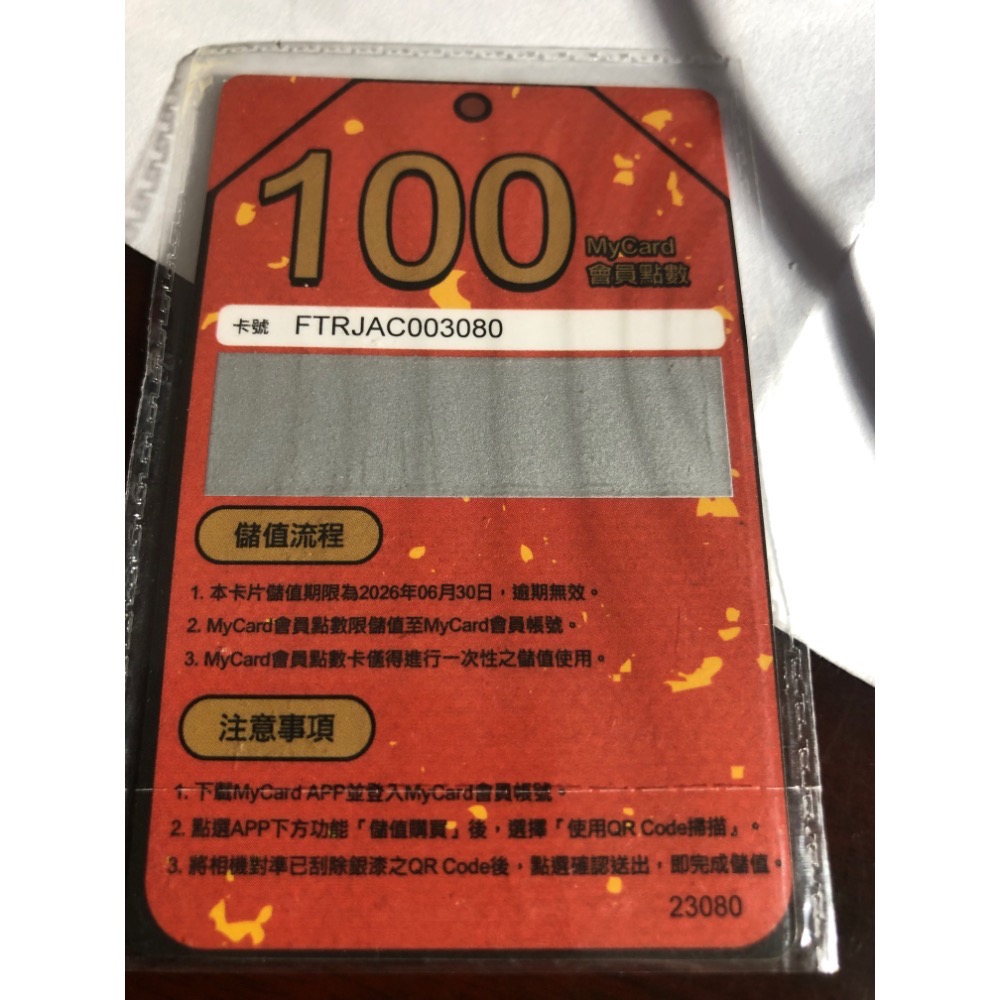 100
MyCard
會員點數
卡號 FTRJAC003080
儲值流程
1. 本卡片儲值期限為2026年06月30日，逾期無效。
2. MyCard會員點數限儲值至MyCard會員帳號。
3. MyCard會員點數卡僅得進行一次性之儲值使用。
注意事項
1. 下載MyCard APP並登入MyCard會員帳號。
2. 點選APP下方功能「儲值購買」後，選擇「使用QR Code掃描』。
3. 將相機對準已刮除銀漆之QR Code後，點選確認送出，即完成儲值。
23080